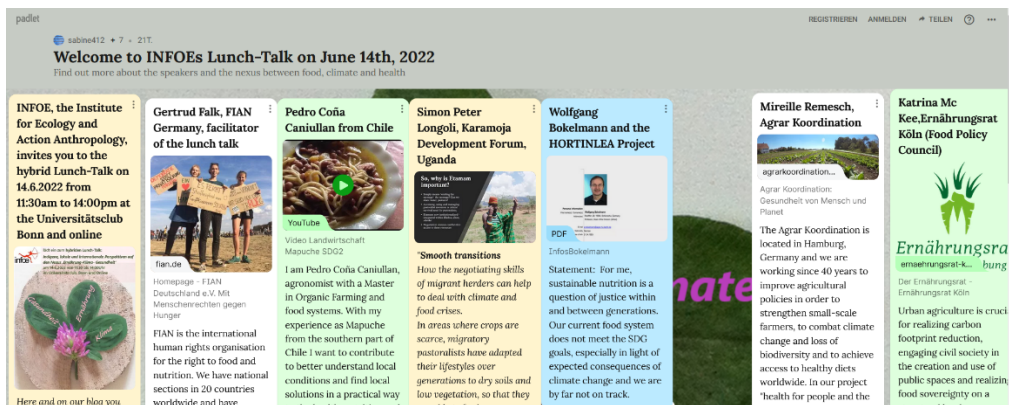 padlet
REGISTRIEREN ANMELDEN TEILEN
sabine412 + 7 • 21T.
Welcome to INFOEs Lunch-Talk on June 14th, 2022
Find out more about the speakers and the nexus between food, climate and health
INFOE, the Institute
for Ecology and
Action Anthropology,
invites you to the
hybrid Lunch-Talk on
14.6.2022 from
11:30am to 14:00pm at
the Universitätsclub
Bonn and online
infoe
Ernährung
Klima
Here and on our blog you
Gertrud Falk, FIAN
Germany, facilitator
of the lunch talk
fian.de
Homepage - FIAN
Deutschland e.V. Mit
Menschenrechten gegen
Hunger
FIAN is the international
human rights organisation
for the right to food and
nutrition. We have national
sections in 20 countries
worldwide and have
Pedro Coña
Caniullan from Chile
YouTube
Video Landwirtschaft
Mapuche SDG2
I am Pedro Coña Caniullan,
agronomist with a Master
in Organic Farming and
food systems. With my
experience as Mapuche
from the southern part of
Chile I want to contribute
to better understand local
conditions and find local
solutions in a practical way
Simon Peter
Longoli, Karamoja
Development Forum,
Uganda
So, why is Etamam
important?
"Smooth transitions
How the negotiating skills
of migrant herders can help
to deal with climate and
food crises.
In areas where crops are
scarce, migratory
pastoralists have adapted
their lifestyles over
generations to dry soils and
low vegetation, so that they
Wolfgang
Bokelmann and the
HORTINLEA Project
PDF
InfosBokelmann
Statement: For me,
sustainable nutrition is a
question of justice within
and between generations.
Our current food system
does not meet the SDG
goals, especially in light of
expected consequences of
climate change and we are
by far not on track.
mate
Mireille Remesch,
Agrar Koordination
agrarkoordination...
Agrar Koordination:
Gesundheit von Mensch und
Planet
The Agrar Koordination is
located in Hamburg,
Germany and we are
working since 40 years to
improve agricultural
policies in order to
strengthen small-scale
farmers, to combat climate
change and loss of
biodiversity and to achieve
access to healthy diets
worldwide. In our project
"health for people and the
Katrina Mc
Kee,Ernährungsrat
Köln (Food Policy
Council)
Ernährungsra
bung
ernaehrungsrat-k...
Der Ernährungsrat -
Ernährungsrat Köln
Urban agriculture is cruci
for realizing carbon
footprint reduction,
engaging civil society in
the creation and use of
public spaces and realizing
food sovereignty on a